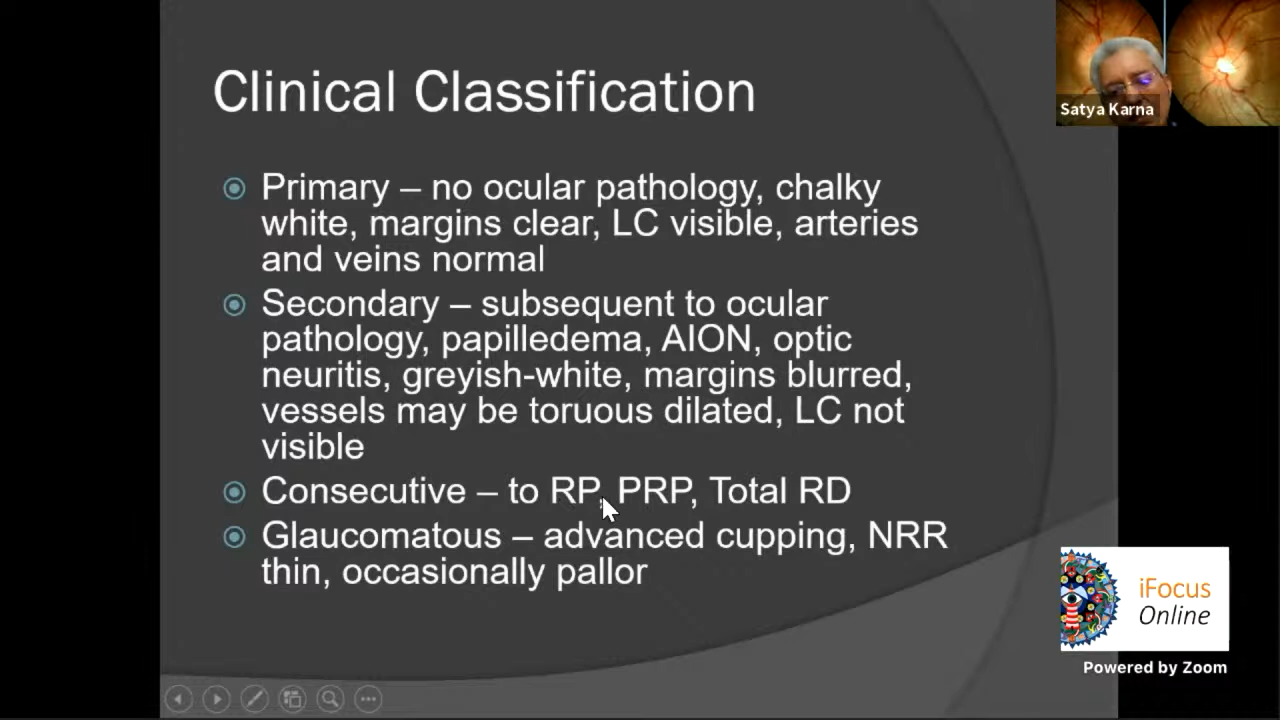 Clinical Classification
Satya Karna
Primary – no ocular pathology, chalky
white, margins clear, LC visible, arteries
and veins normal
Secondary – subsequent to ocular
pathology, papilledema, AION, optic
neuritis, greyish-white, margins blurred,
vessels may be toruous dilated, LC not
visible
Consecutive – to RP, PRP, Total RD
Glaucomatous – advanced cupping, NRR
thin, occasionally pallor
iFocus
Online
Powered by Zoom